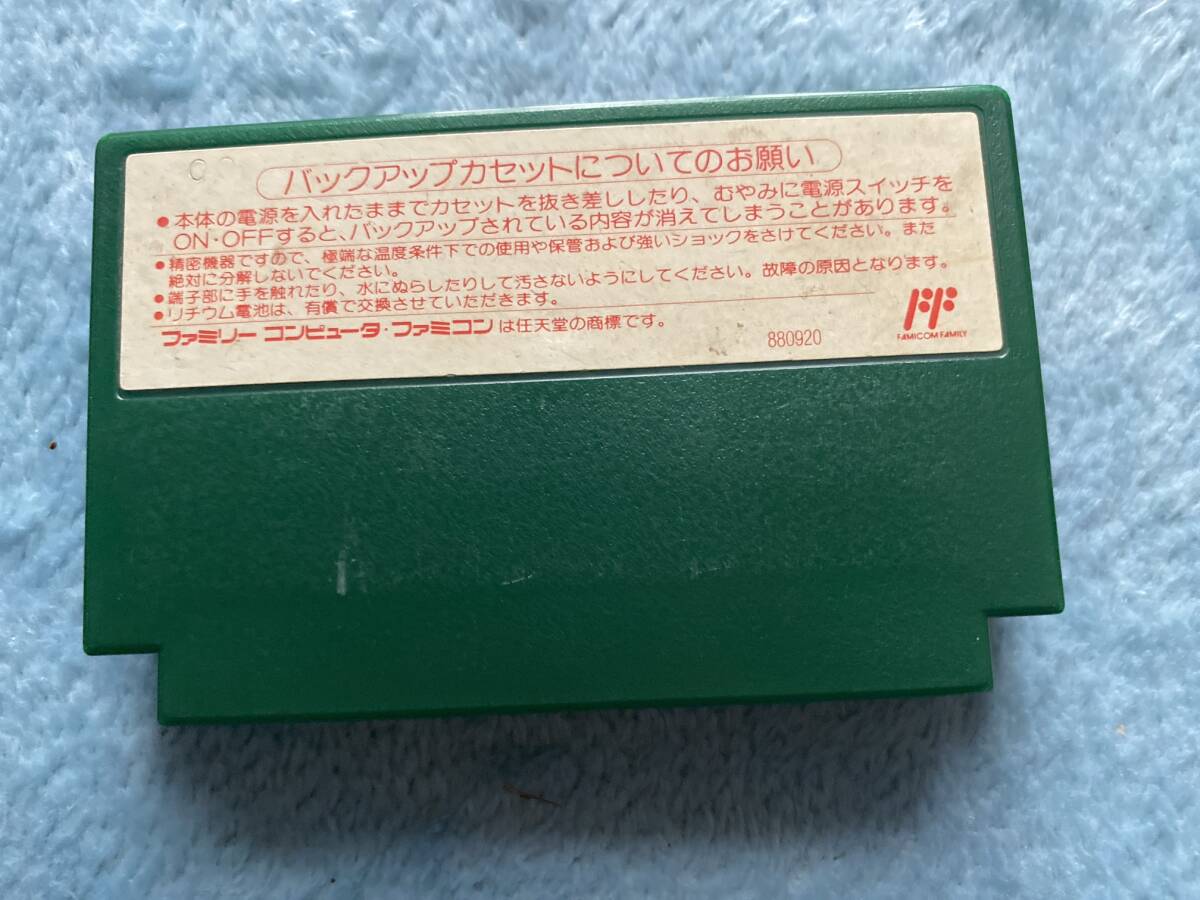 バックアップカセットについてのお願い
●本体の電源を入れたままでカセットを抜き差ししたり、むやみに電源スイッチを
ON・OFFすると、バックアップされている内容が消えてしまうことがあります。
●精密機器ですので、極端な温度条件下での使用や保管および強いショックをさけてください。また
絶対に分解しないでください。
●端子部に手を触れたり、水にぬらしたりして汚さないようにしてください。故障の原因となります。
●リチウム電池は、有償で交換させていただきます。
ファミリーコンピュータ・ファミコンは任天堂の商標です。
880920
FAMICOM FAMILY